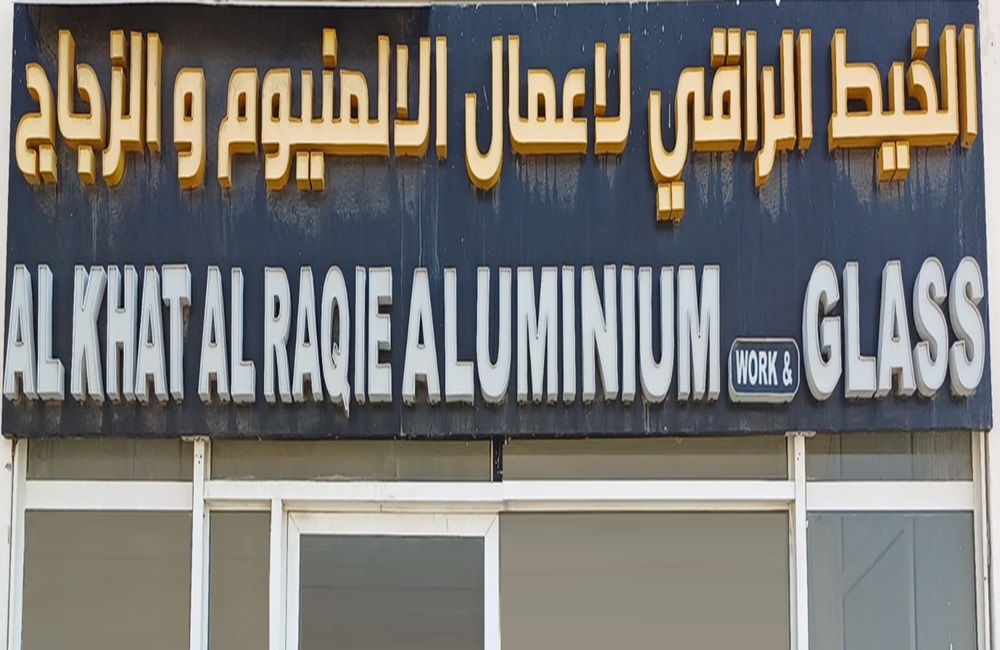 الخيط الراقي لاعمال الالمنيوم و الزجاج
AL KHAT AL RAQIE ALUMINIUM WORK & GLASS